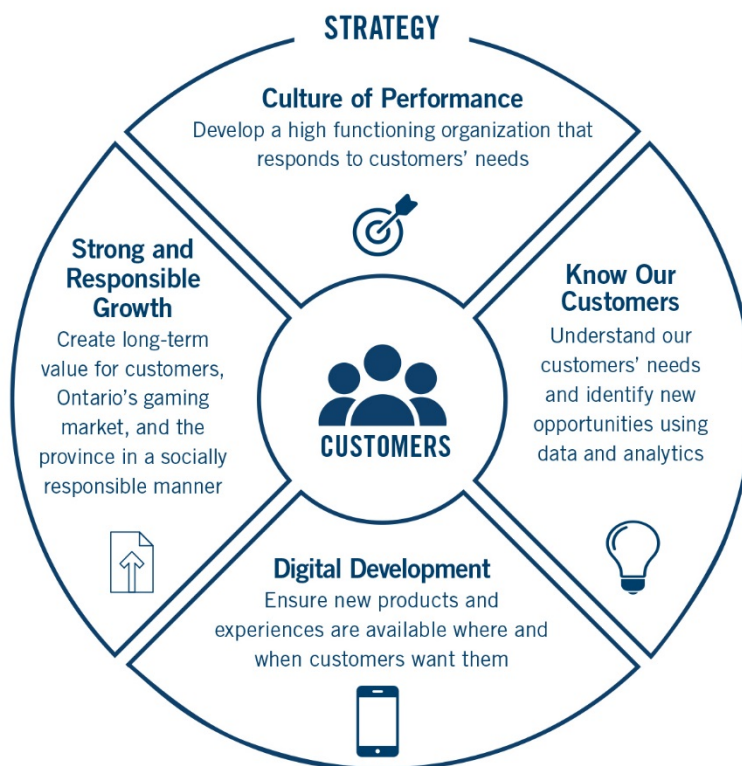 STRATEGY
Culture of Performance
Develop a high functioning organization that
responds to customers’ needs
Strong and
Responsible
Growth
Create long-term
value for customers,
Ontario’s gaming
market, and the
province in a socially
responsible manner
CUSTOMERS
Know Our
Customers
Understand our
customers’ needs
and identify new
opportunities using
data and analytics
Digital Development
Ensure new products and
experiences are available where and
when customers want them